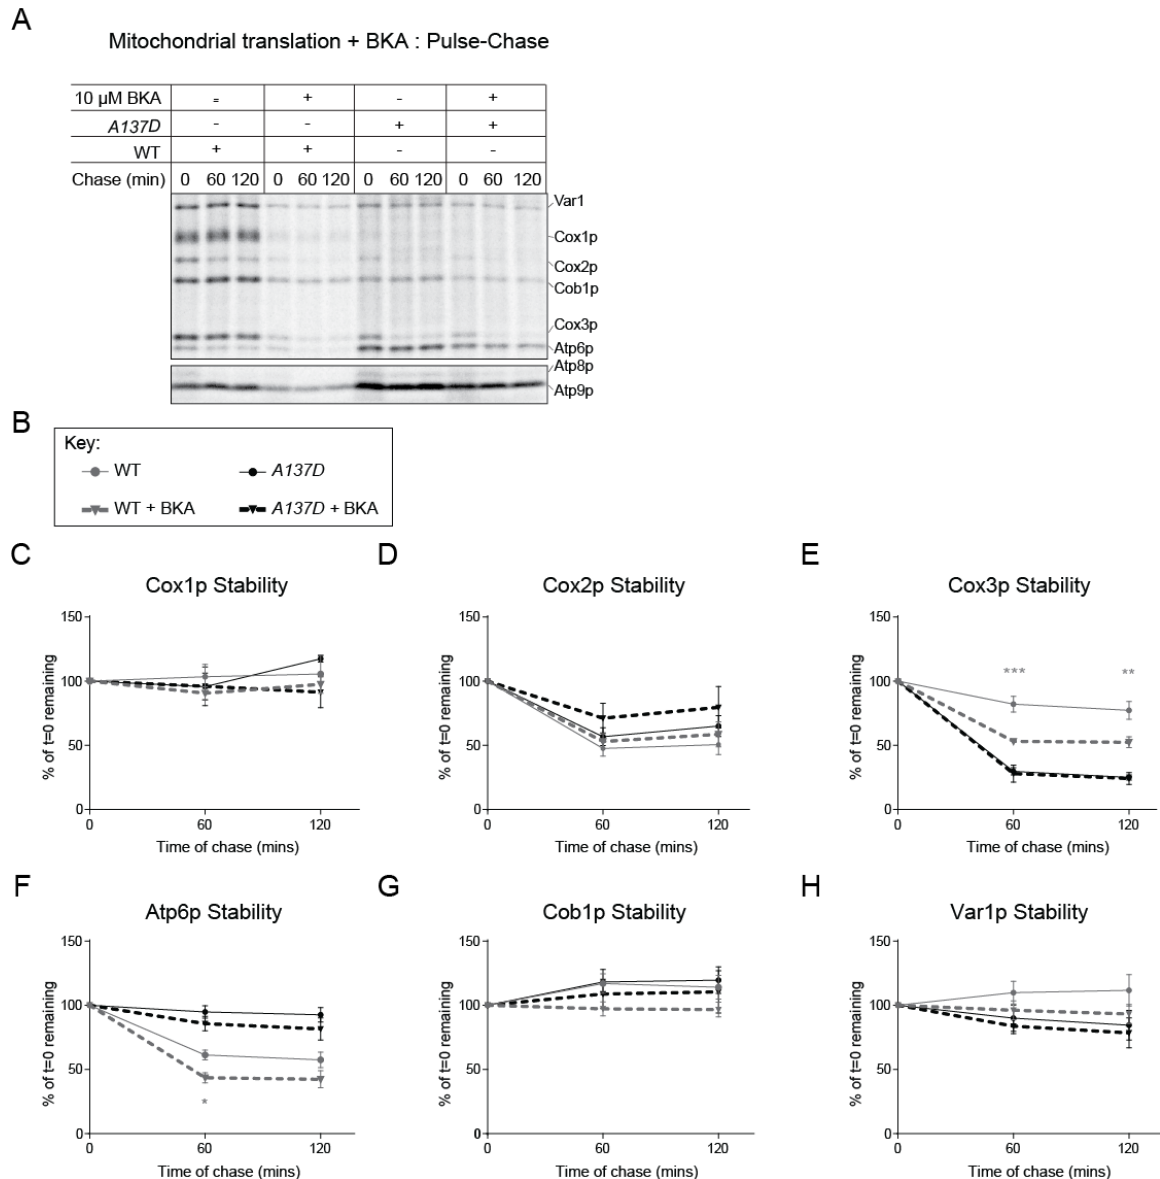 A
Mitochondrial translation + BKA : Pulse-Chase
10 µM BKA = + - +
A137D - - + +
WT + + - -
Chase (min) 0 60 120 0 60 120 0 60 120 0 60 120
Var1
Cox1p
Cox2p
Cob1p
Cox3p
Atp6p
Atp8p
Atp9p
B
Key:
WT A137D
WT + BKA A137D + BKA
C D E
Cox1p Stability Cox2p Stability Cox3p Stability
% of t=0 remaining
150
100
50
0
0 60 120
Time of chase (mins)
% of t=0 remaining
150
100
50
0
0 60 120
Time of chase (mins)
% of t=0 remaining
150
100
50
0
*** **
0 60 120
Time of chase (mins)
F G H
Atp6p Stability Cob1p Stability Var1p Stability
% of t=0 remaining
150
100
50
0
*
0 60 120
Time of chase (mins)
% of t=0 remaining
150
100
50
0
0 60 120
Time of chase (mins)
% of t=0 remaining
150
100
50
0
0 60 120
Time of chase (mins)